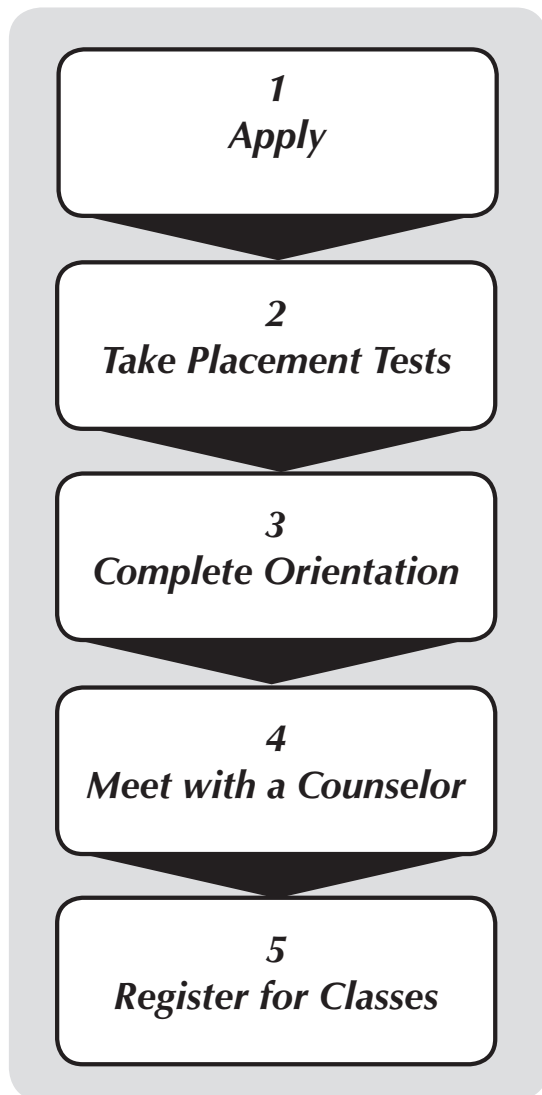 1
Apply
2
Take Placement Tests
3
Complete Orientation
4
Meet with a Counselor
5
Register for Classes